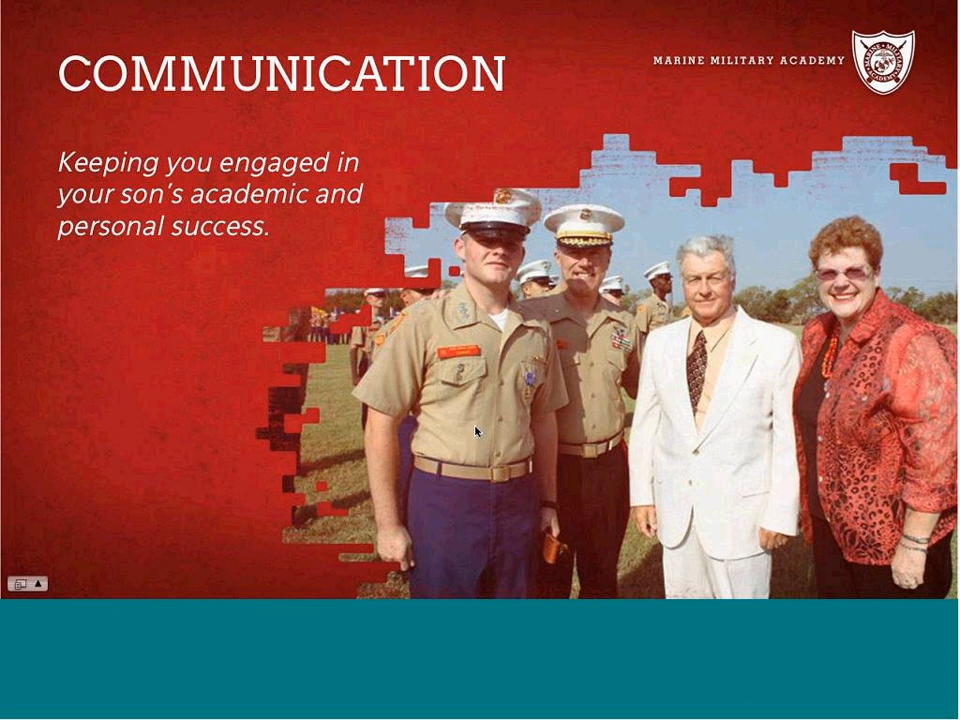 COMMUNICATION
MARINE MILITARY ACADEMY
Keeping you engaged in
your son's academic and
personal success.